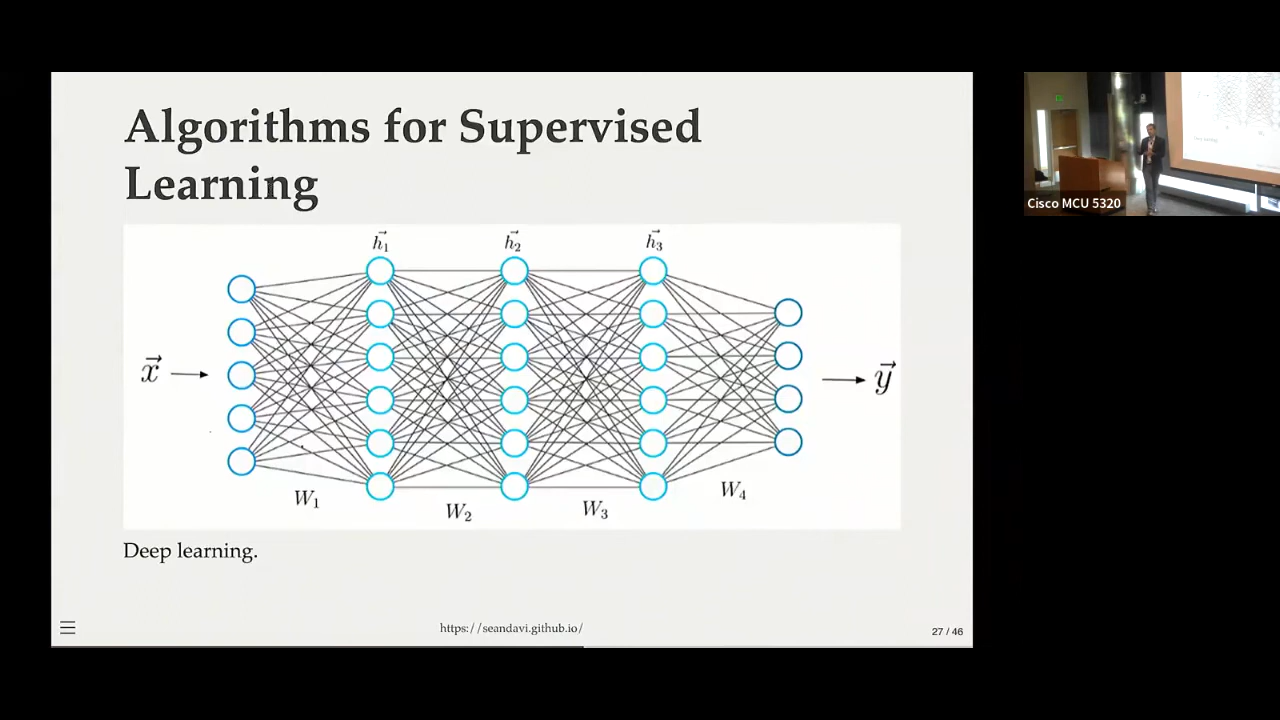 Algorithms for Supervised
Learning
h⃗₁ h⃗₂ h⃗₃
x⃗
y⃗
W₁
W₂
W₃
W₄
Deep learning.
https://seandavi.github.io/
27 / 46
Cisco MCU 5320